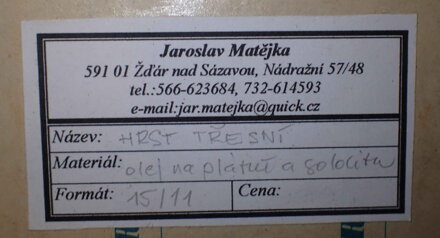 Jaroslav Matějka
591 01 Žďár nad Sázavou, Nádražní 57/48
tel.:566-623684, 732-614593
e-mail:jar.matejka@quick.cz
Název: HRST TŘEŠNÍ
Materiál: olej na plátně a sololitu
Formát: 15/11 Cena: